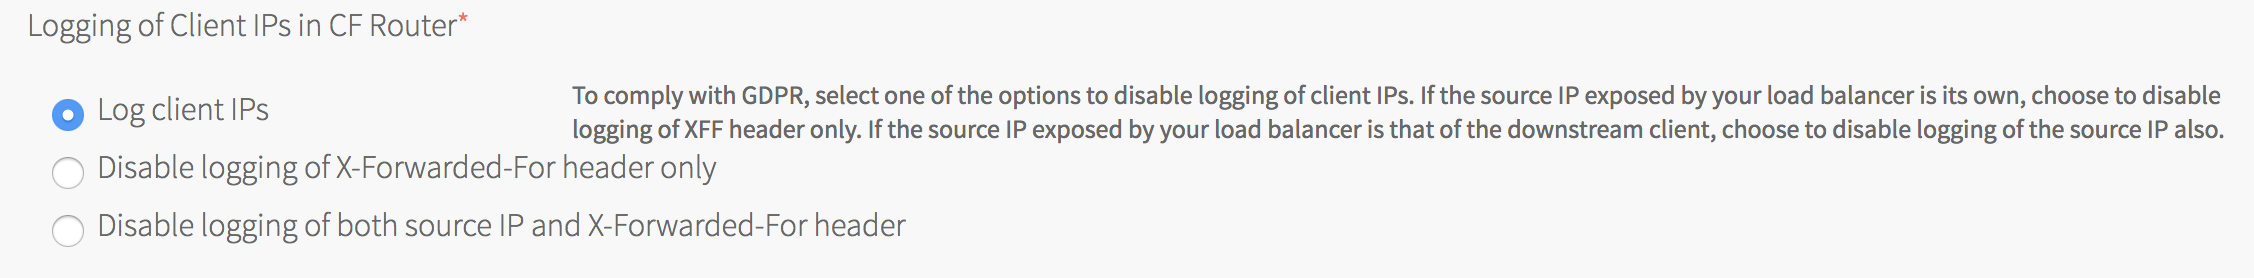 Logging of Client IPs in CF Router*
Log client IPs
To comply with GDPR, select one of the options to disable logging of client IPs. If the source IP exposed by your load balancer is its own, choose to disable
logging of XFF header only. If the source IP exposed by your load balancer is that of the downstream client, choose to disable logging of the source IP also.
Disable logging of X-Forwarded-For header only
Disable logging of both source IP and X-Forwarded-For header